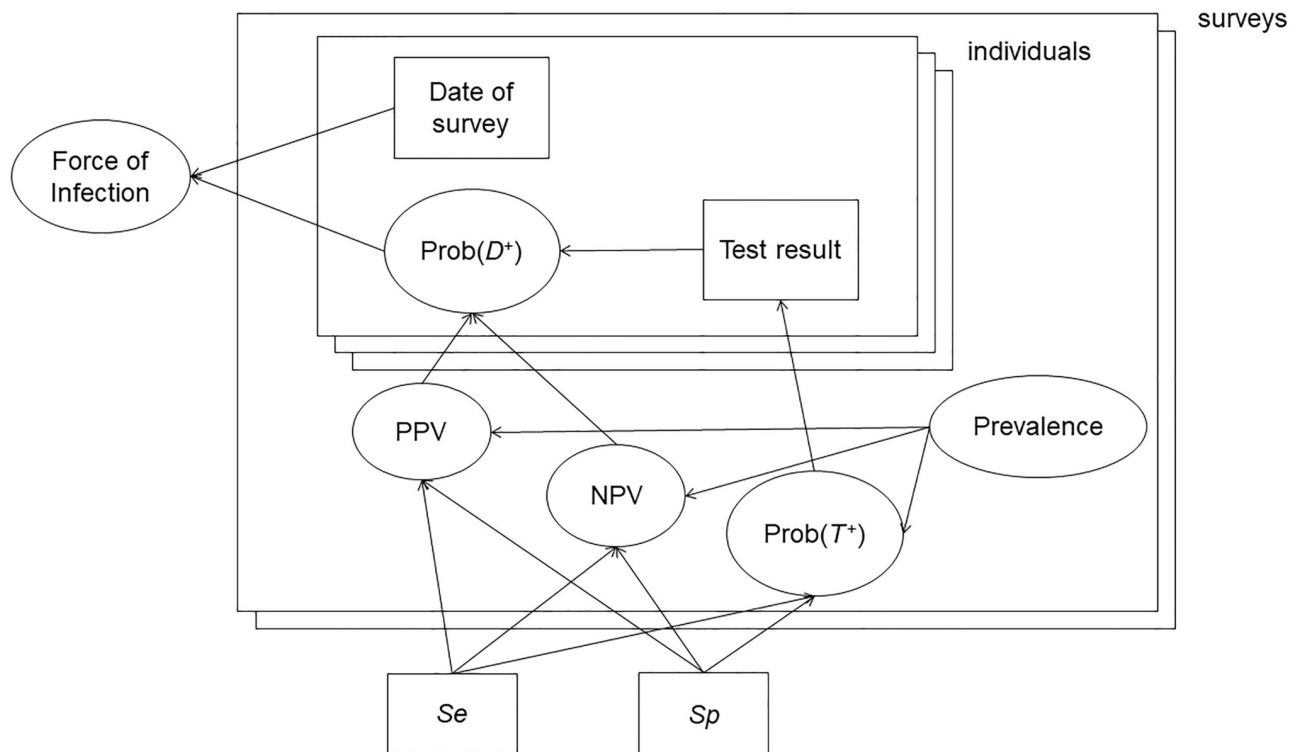 surveys
individuals
Date of
survey
Force of
Infection
Prob(D⁺)
Test result
PPV
Prevalence
NPV
Prob(T⁺)
Se
Sp